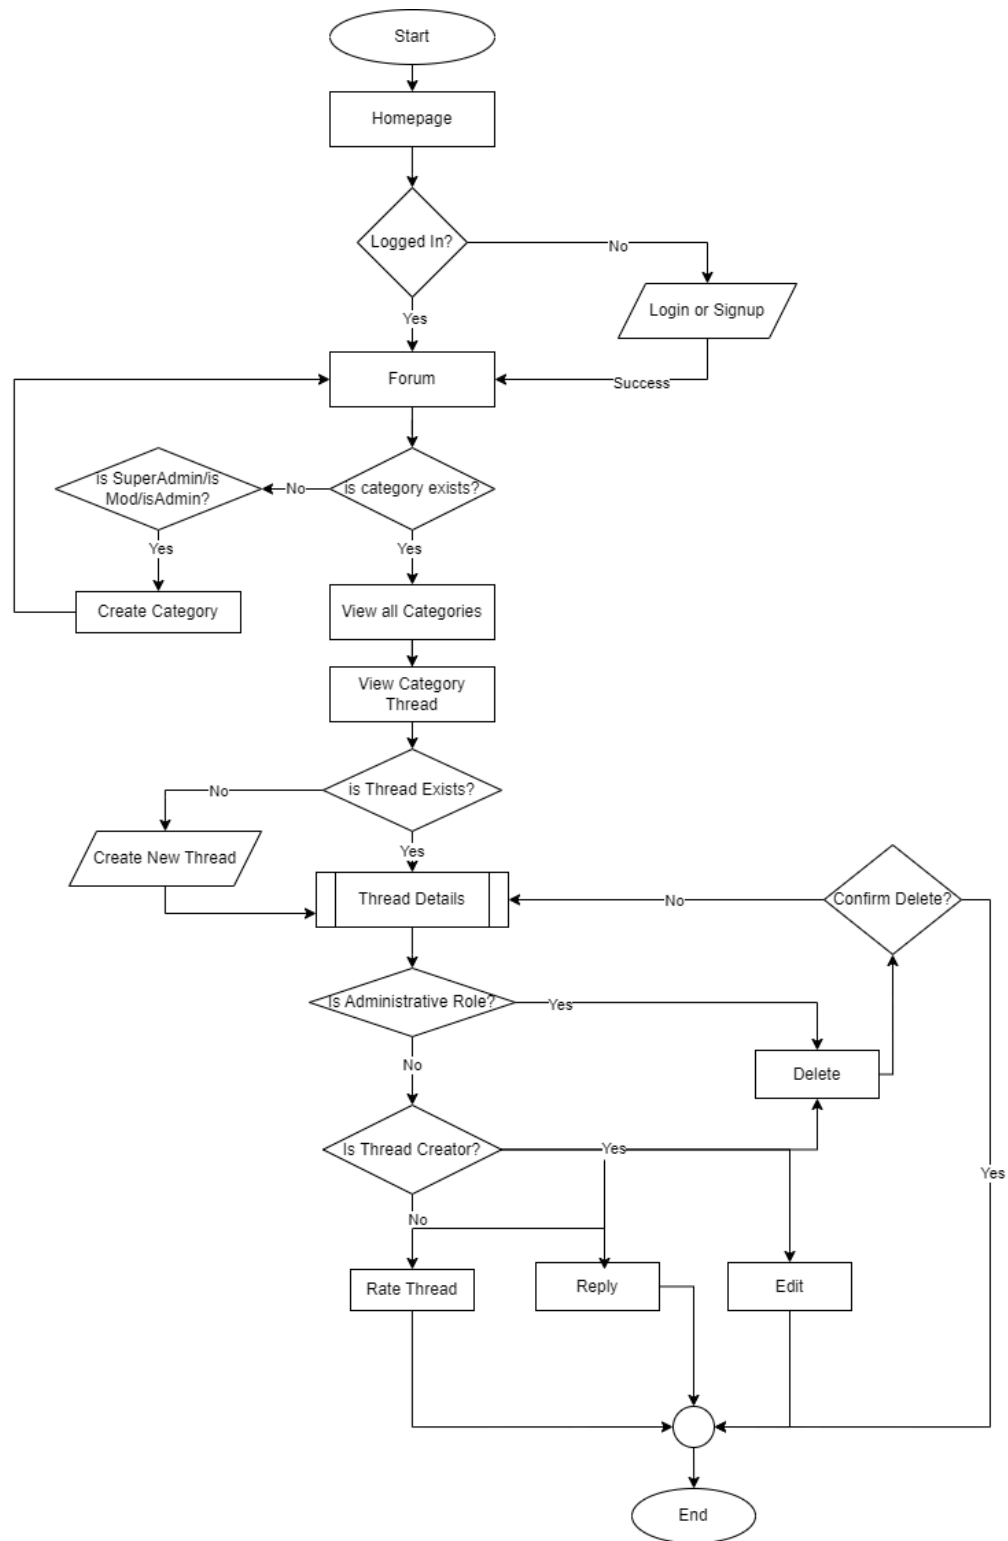 Start
Homepage
Logged In?
No
Login or Signup
Yes
Forum
Success
is SuperAdmin/is
Mod/isAdmin?
No
is category exists?
Yes
Yes
Create Category
View all Categories
View Category
Thread
is Thread Exists?
No
Create New Thread
Yes
Thread Details
No
Confirm Delete?
Is Administrative Role?
Yes
No
Delete
Is Thread Creator?
Yes
Yes
No
Rate Thread
Reply
Edit
End